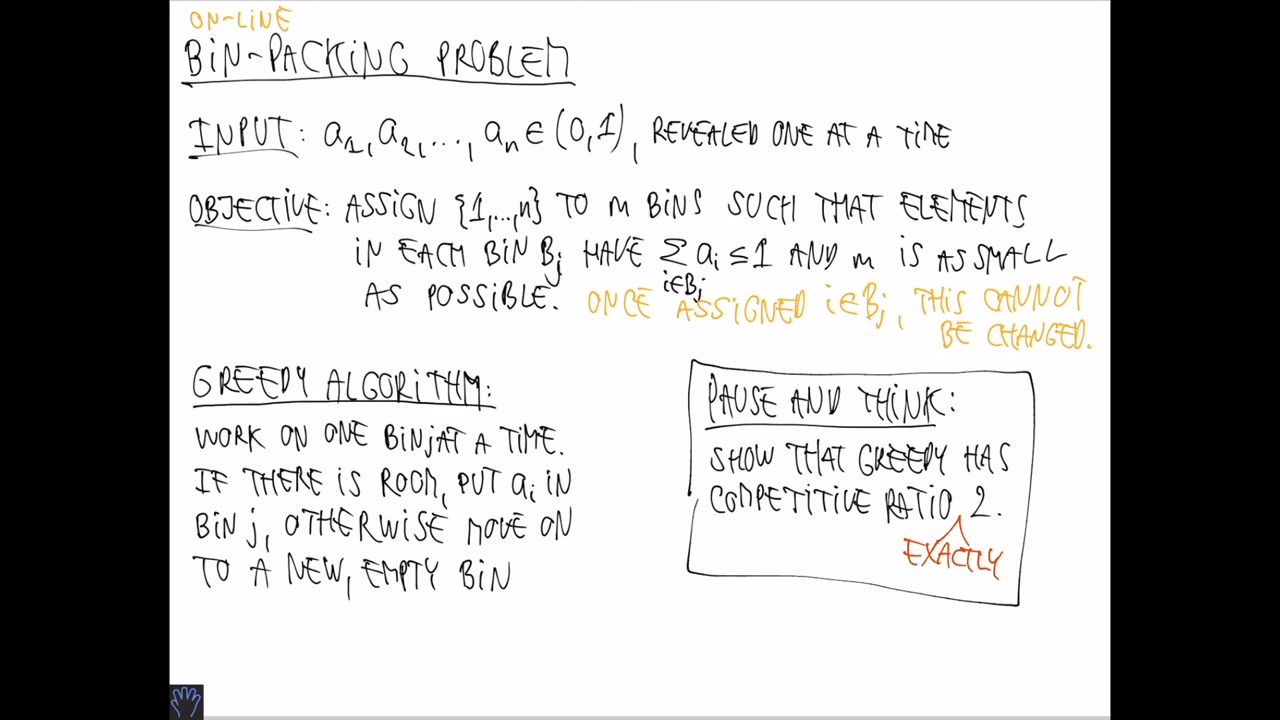 ON-LINE
BIN-PACKING PROBLEM
INPUT: a₁, a₂, ..., aₙ ∈ (0,1), REVEALED ONE AT A TIME
OBJECTIVE: ASSIGN {1,..,n} TO m BINS SUCH THAT ELEMENTS
IN EACH BIN Bⱼ HAVE ∑ aᵢ ≤ 1 AND m IS AS SMALL
i∈Bⱼ
AS POSSIBLE. ONCE ASSIGNED i∈Bⱼ, THIS CANNOT
BE CHANGED.
GREEDY ALGORITHM:
WORK ON ONE BIN j AT A TIME.
IF THERE IS ROOM, PUT aᵢ IN
BIN j, OTHERWISE MOVE ON
TO A NEW, EMPTY BIN
PAUSE AND THINK:
SHOW THAT GREEDY HAS
COMPETITIVE RATIO 2.
EXACTLY